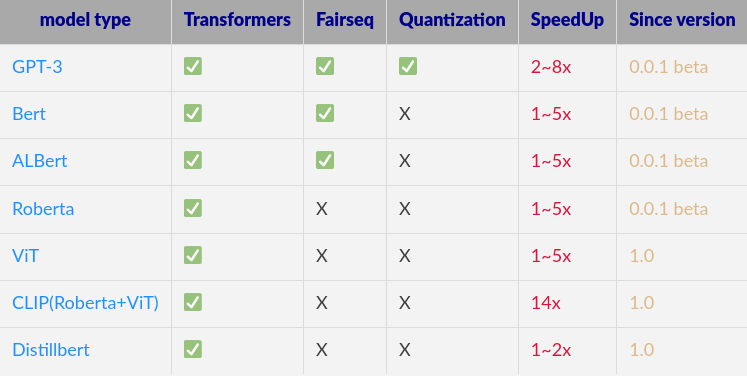 model type Transformers Fairseq Quantization SpeedUp Since version
GPT-3 ✅ ✅ ✅ 2~8x 0.0.1 beta
Bert ✅ ✅ X 1~5x 0.0.1 beta
ALBert ✅ ✅ X 1~5x 0.0.1 beta
Roberta ✅ X X 1~5x 0.0.1 beta
ViT ✅ X X 1~5x 1.0
CLIP(Roberta+ViT) ✅ X X 14x 1.0
Distillbert ✅ X X 1~2x 1.0